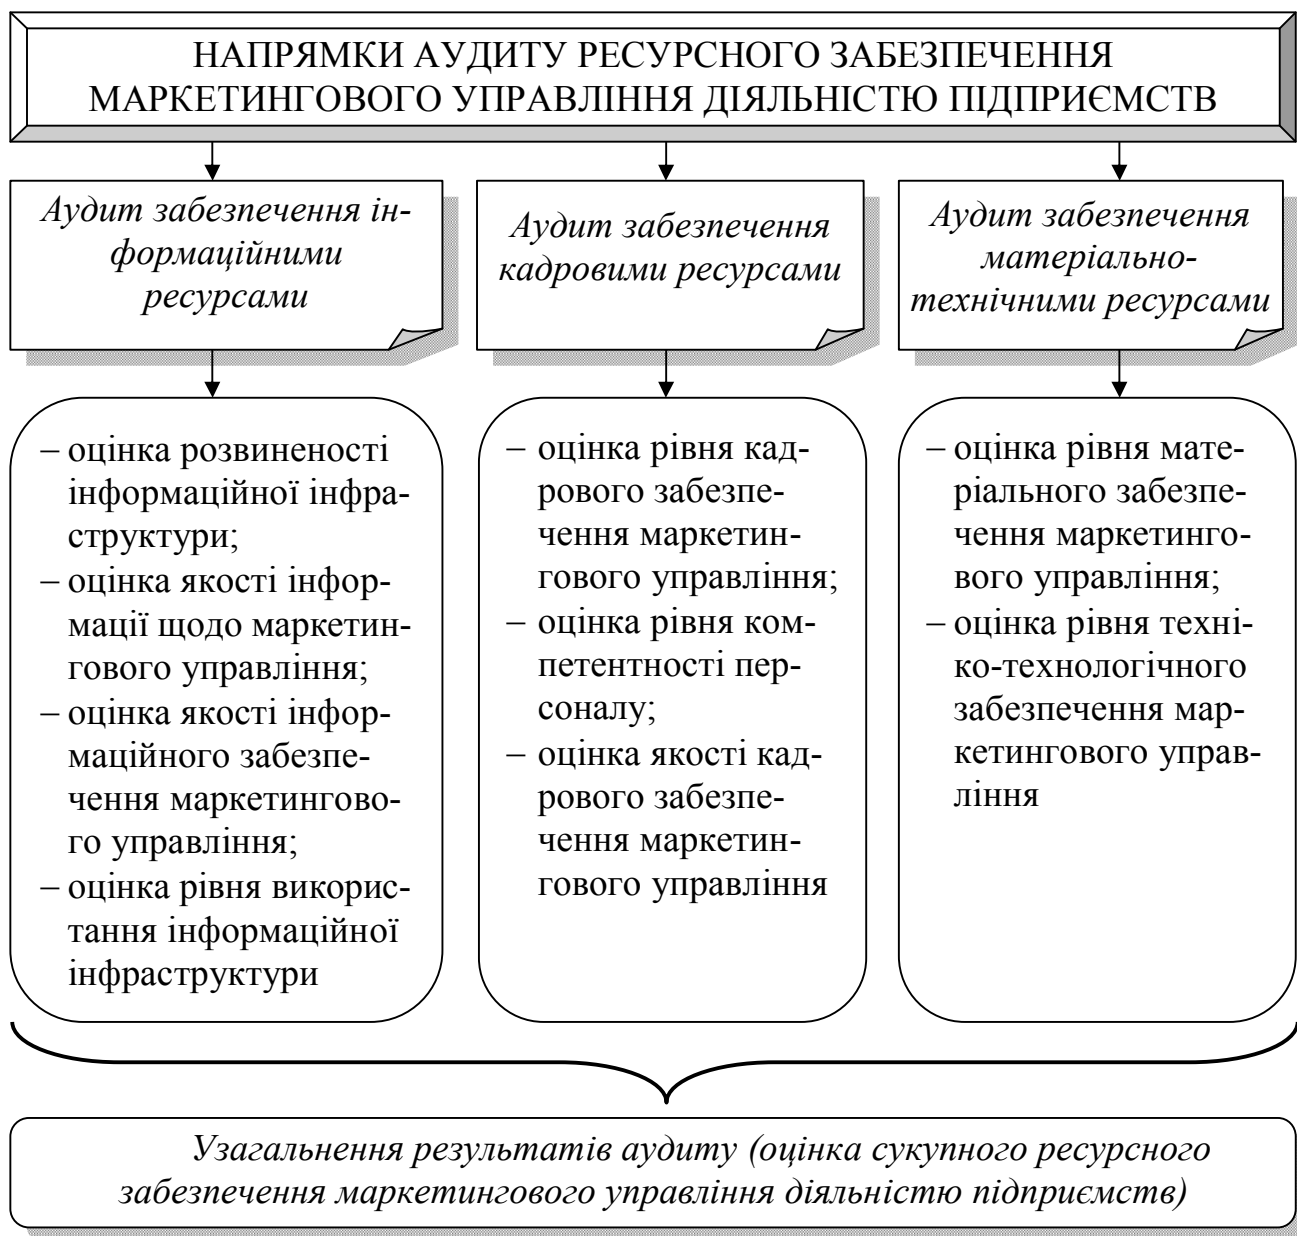 НАПРЯМКИ АУДИТУ РЕСУРСНОГО ЗАБЕЗПЕЧЕННЯ
МАРКЕТИНГОВОГО УПРАВЛІННЯ ДІЯЛЬНІСТЮ ПІДПРИЄМСТВ
Аудит забезпечення ін-
формаційними
ресурсами
Аудит забезпечення
кадровими ресурсами
Аудит забезпечення
матеріально-
технічними ресурсами
– оцінка розвиненості
інформаційної інфра-
структури;
– оцінка якості інфор-
мації щодо маркетин-
гового управління;
– оцінка якості інфор-
маційного забезпе-
чення маркетингово-
го управління;
– оцінка рівня викорис-
тання інформаційної
інфраструктури
– оцінка рівня кад-
рового забезпе-
чення маркетин-
гового управління;
– оцінка рівня ком-
петентності пер-
соналу;
– оцінка якості кад-
рового забезпе-
чення маркетин-
гового управління
– оцінка рівня мате-
ріального забезпе-
чення маркетинго-
вого управління;
– оцінка рівня техні-
ко-технологічного
забезпечення мар-
кетингового управ-
ління
Узагальнення результатів аудиту (оцінка сукупного ресурсного
забезпечення маркетингового управління діяльністю підприємств)